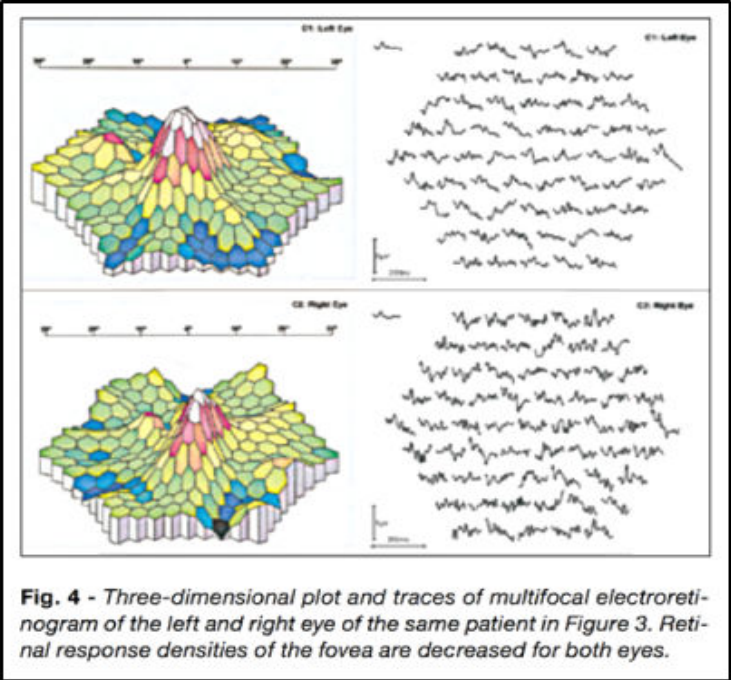 C1: Left Eye
C1: Left Eye
C2: Right Eye
C2: Right Eye
Fig. 4 - Three-dimensional plot and traces of multifocal electroreti-
nogram of the left and right eye of the same patient in Figure 3. Reti-
nal response densities of the fovea are decreased for both eyes.